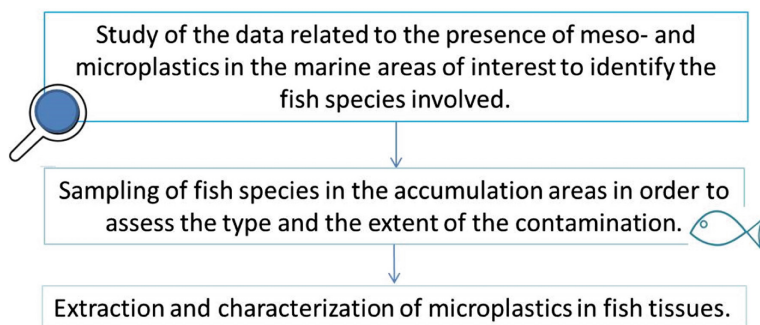 Study of the data related to the presence of meso- and
microplastics in the marine areas of interest to identify the
fish species involved.
Sampling of fish species in the accumulation areas in order to
assess the type and the extent of the contamination.
Extraction and characterization of microplastics in fish tissues.